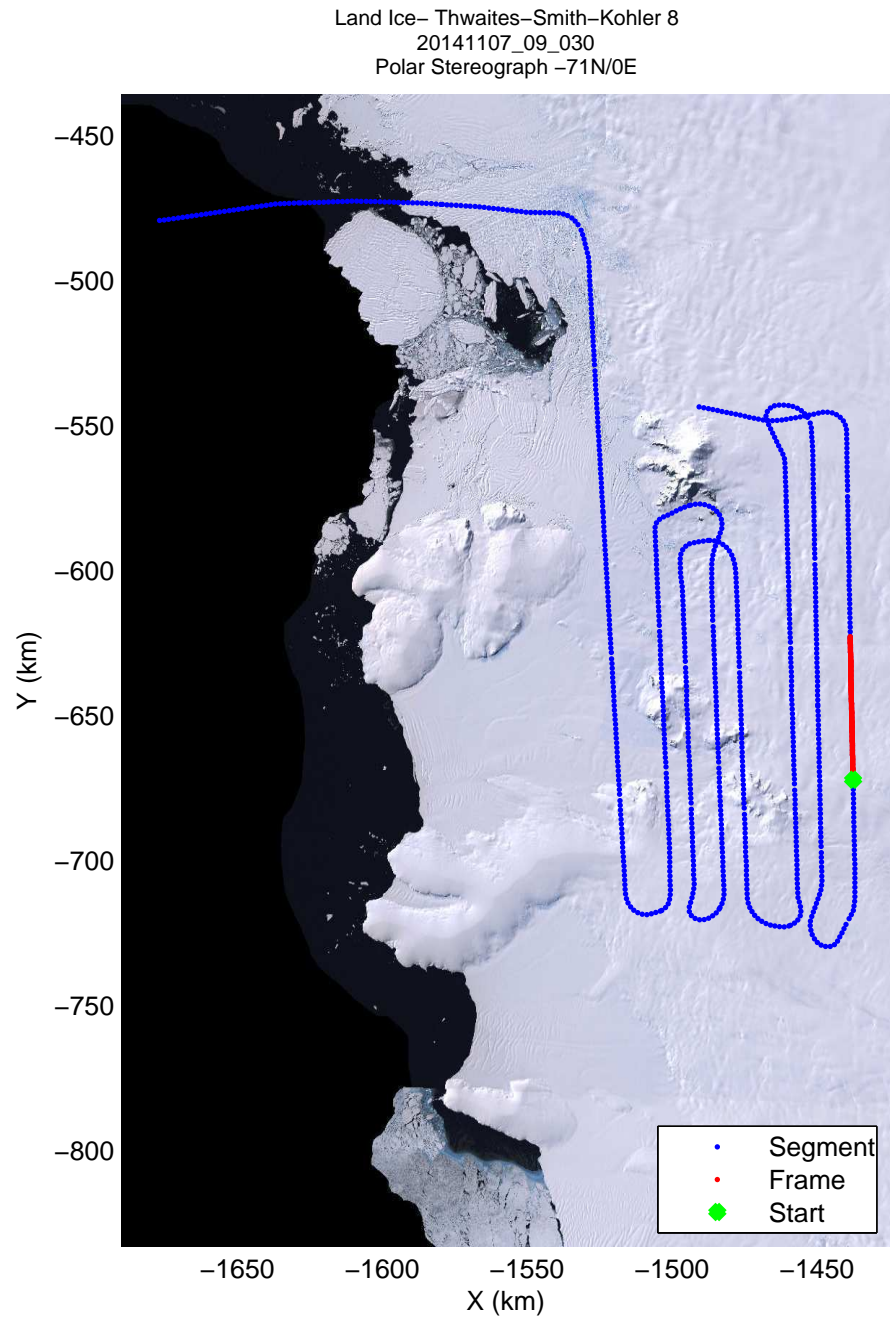 Land Ice− Thwaites−Smith−Kohler 8
20141107_09_030
Polar Stereograph −71N/0E
−450
−500
−550
−600
−650
−700
−750
−800
Y (km)
−1650
−1600
−1550
−1500
−1450
X (km)
Segment
Frame
Start